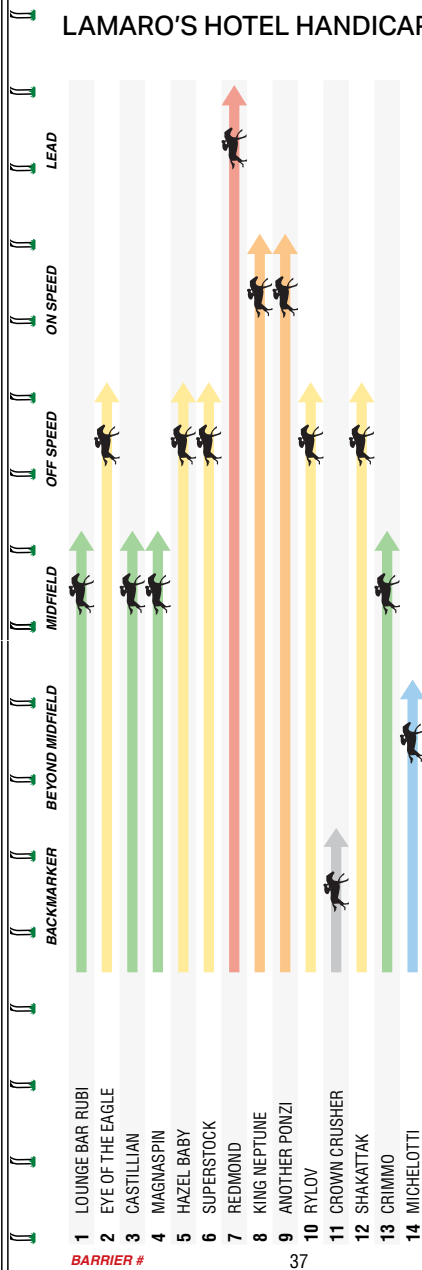 LAMARO'S HOTEL HANDICAP
LEAD
ON SPEED
OFF SPEED
MIDFIELD
BEYOND MIDFIELD
BACKMARKER
1 LOUNGE BAR RUBI
2 EYE OF THE EAGLE
3 CASTILLIAN
4 MAGNASPIN
5 HAZEL BABY
6 SUPERSTOCK
7 REDMOND
8 KING NEPTUNE
9 ANOTHER PONZI
10 RYLOV
11 CROWN CRUSHER
12 SHAKATTAK
13 CRIMMO
14 MICHELOTTI
BARRIER #
37